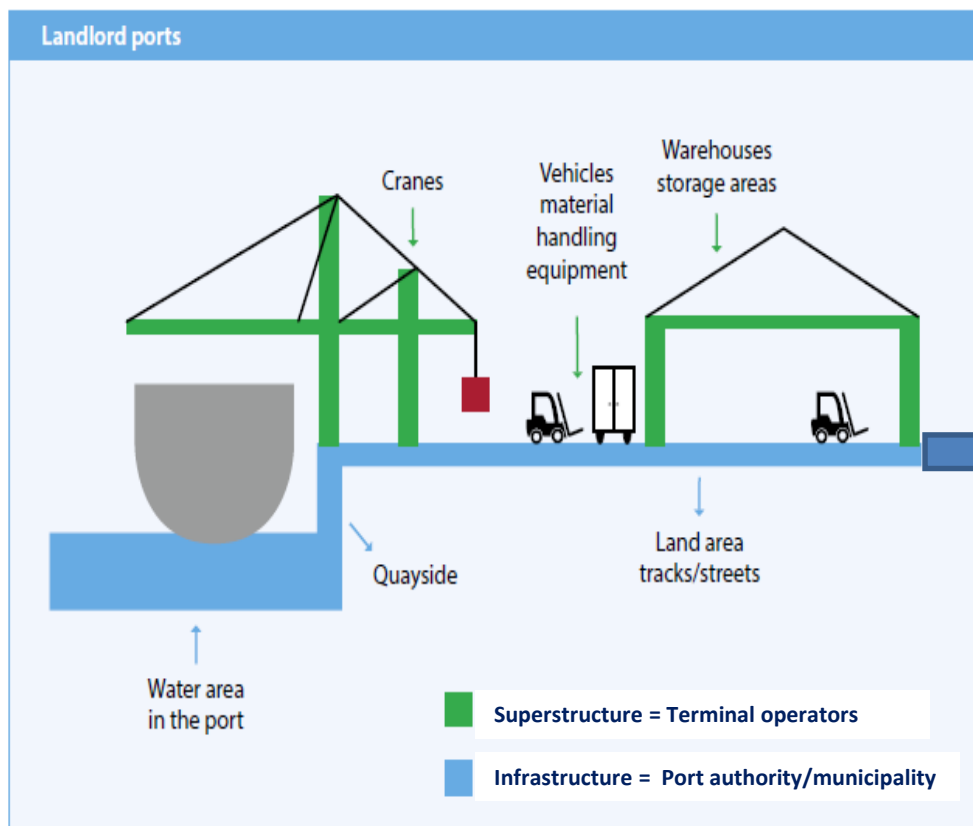 Landlord ports
Cranes
Vehicles
material
handling
equipment
Warehouses
storage areas
Quayside
Land area
tracks/streets
Water area
in the port
Superstructure = Terminal operators
Infrastructure =  Port authority/municipality